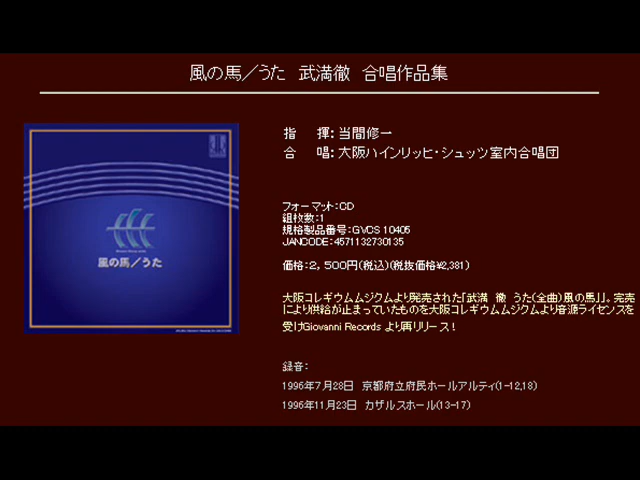 風の馬／うた 武満徹 合唱作品集
指 揮: 当間修一
合 唱: 大阪ハインリッヒ・シュッツ室内合唱団
風の馬／うた
フォーマット:CD
組枚数:1
規格製品番号:GVCS 10405
JANCODE:4571132730135
価格:2,500円(税込)(税抜価格¥2,381)
大阪コレギウムムジクムより発売された「武満 徹 うた(全曲)風の馬」」。完売
により供給が止まっていたものを大阪コレギウムムジクムより音源ライセンスを
受けGiovanni Records より再リリース!
録音:
1996年7月28日 京都府立府民ホールアルティ(1-12,18)
1996年11月23日 カザルスホール(13-17)